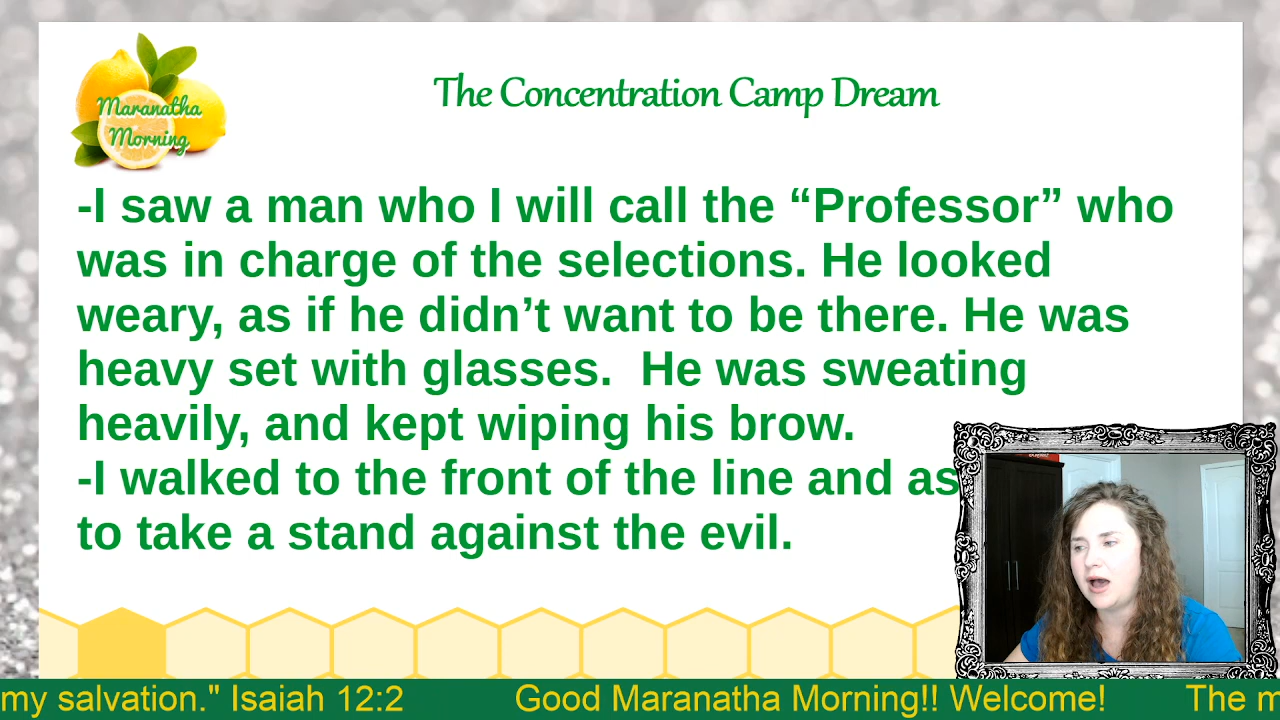 Maranatha
Morning
The Concentration Camp Dream
-I saw a man who I will call the “Professor” who
was in charge of the selections. He looked
weary, as if he didn’t want to be there. He was
heavy set with glasses.  He was sweating
heavily, and kept wiping his brow.
-I walked to the front of the line and as
to take a stand against the evil.
my salvation." Isaiah 12:2 Good Maranatha Morning!! Welcome! The m